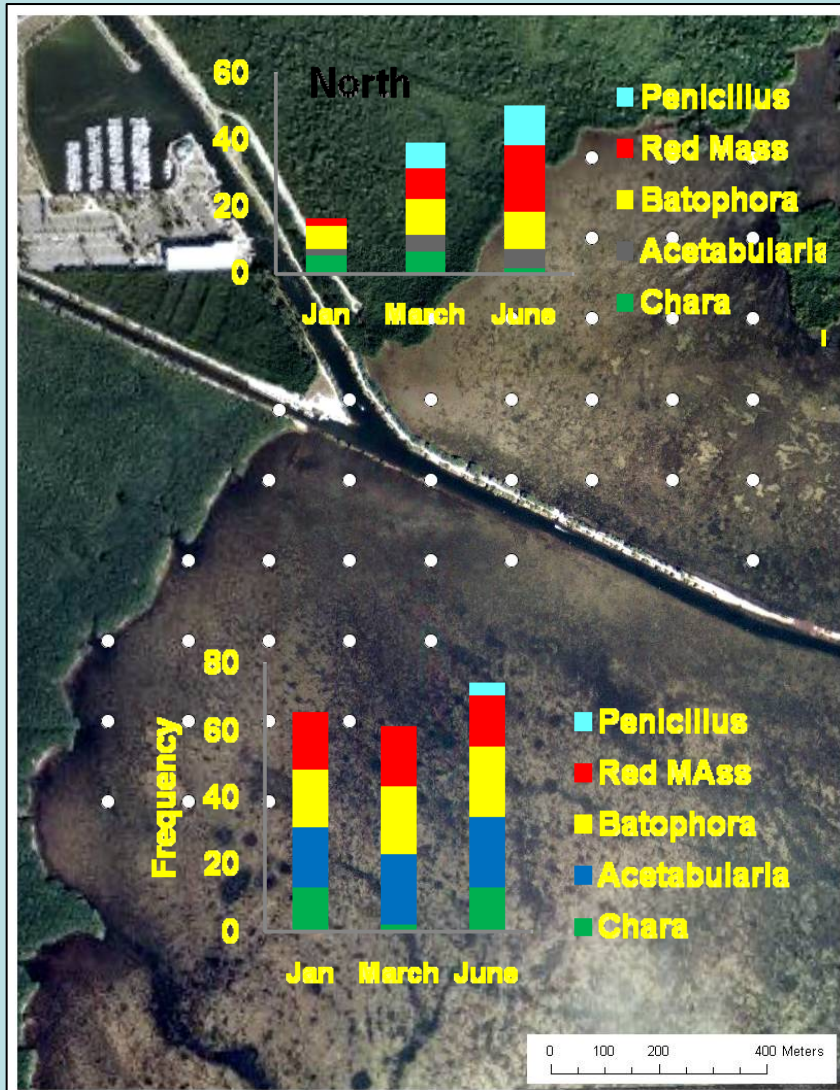 North
60
40
20
0
Jan March June
Penicillus
Red Mass
Batophora
Acetabularia
Chara
Frequency
80
60
40
20
0
Jan March June
Penicillus
Red MAss
Batophora
Acetabularia
Chara
0 100 200 400 Meters